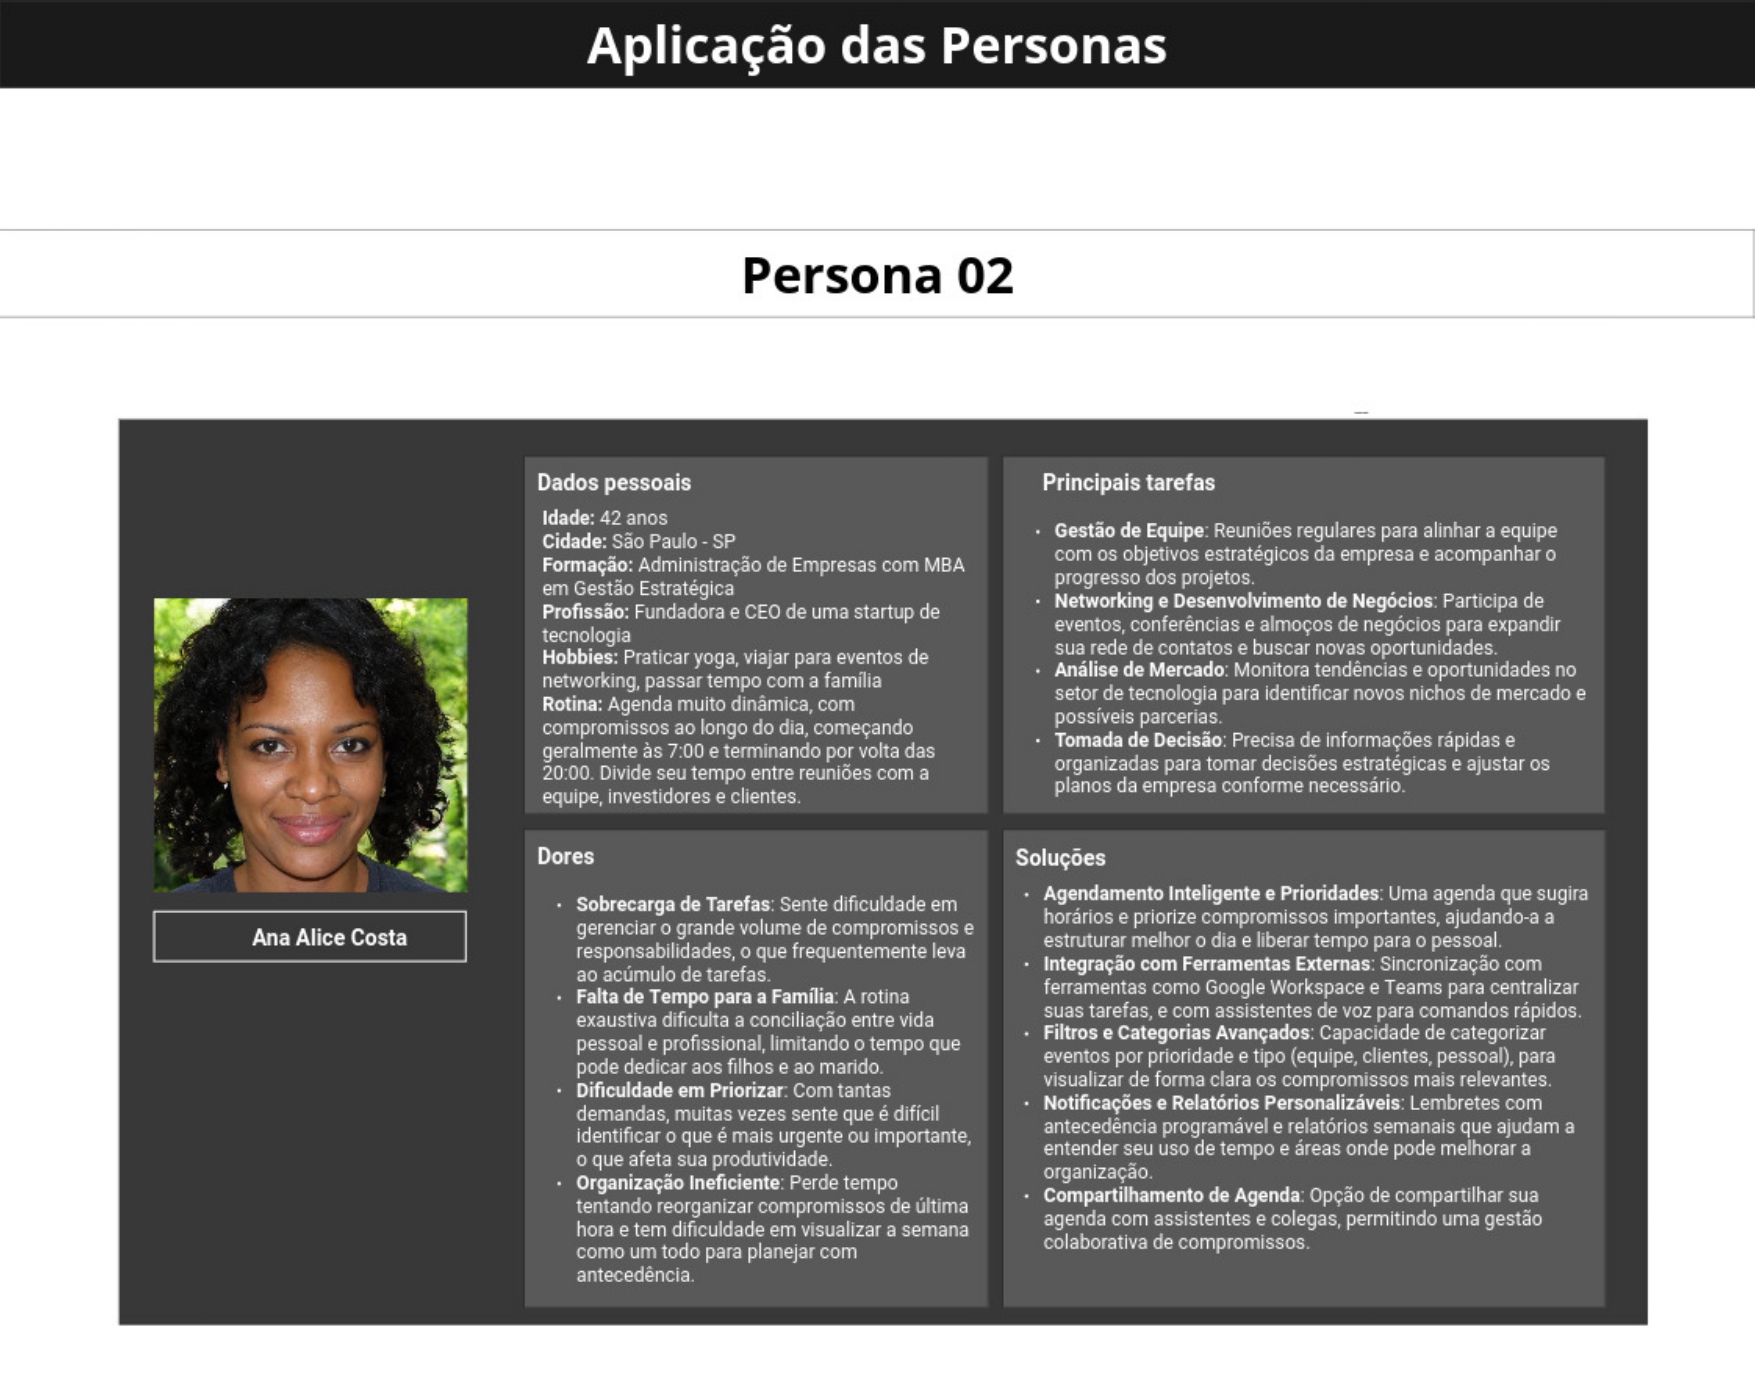 Aplicação das Personas
Persona 02
Ana Alice Costa
Dados pessoais
Idade: 42 anos
Cidade: São Paulo - SP
Formação: Administração de Empresas com MBA
em Gestão Estratégica
Profissão: Fundadora e CEO de uma startup de
tecnologia
Hobbies: Praticar yoga, viajar para eventos de
networking, passar tempo com a família
Rotina: Agenda muito dinâmica, com
compromissos ao longo do dia, começando
geralmente às 7:00 e terminando por volta das
20:00. Divide seu tempo entre reuniões com a
equipe, investidores e clientes.
Principais tarefas
• Gestão de Equipe: Reuniões regulares para alinhar a equipe
com os objetivos estratégicos da empresa e acompanhar o
progresso dos projetos.
• Networking e Desenvolvimento de Negócios: Participa de
eventos, conferências e almoços de negócios para expandir
sua rede de contatos e buscar novas oportunidades.
• Análise de Mercado: Monitora tendências e oportunidades no
setor de tecnologia para identificar novos nichos de mercado e
possíveis parcerias.
• Tomada de Decisão: Precisa de informações rápidas e
organizadas para tomar decisões estratégicas e ajustar os
planos da empresa conforme necessário.
Dores
• Sobrecarga de Tarefas: Sente dificuldade em
gerenciar o grande volume de compromissos e
responsabilidades, o que frequentemente leva
ao acúmulo de tarefas.
• Falta de Tempo para a Família: A rotina
exaustiva dificulta a conciliação entre vida
pessoal e profissional, limitando o tempo que
pode dedicar aos filhos e ao marido.
• Dificuldade em Priorizar: Com tantas
demandas, muitas vezes sente que é difícil
identificar o que é mais urgente ou importante,
o que afeta sua produtividade.
• Organização Ineficiente: Perde tempo
tentando reorganizar compromissos de última
hora e tem dificuldade em visualizar a semana
como um todo para planejar com
antecedência.
Soluções
• Agendamento Inteligente e Prioridades: Uma agenda que sugira
horários e priorize compromissos importantes, ajudando-a a
estruturar melhor o dia e liberar tempo para o pessoal.
• Integração com Ferramentas Externas: Sincronização com
ferramentas como Google Workspace e Teams para centralizar
suas tarefas, e com assistentes de voz para comandos rápidos.
• Filtros e Categorias Avançados: Capacidade de categorizar
eventos por prioridade e tipo (equipe, clientes, pessoal), para
visualizar de forma clara os compromissos mais relevantes.
• Notificações e Relatórios Personalizáveis: Lembretes com
antecedência programável e relatórios semanais que ajudam a
entender seu uso de tempo e áreas onde pode melhorar a
organização.
• Compartilhamento de Agenda: Opção de compartilhar sua
agenda com assistentes e colegas, permitindo uma gestão
colaborativa de compromissos.